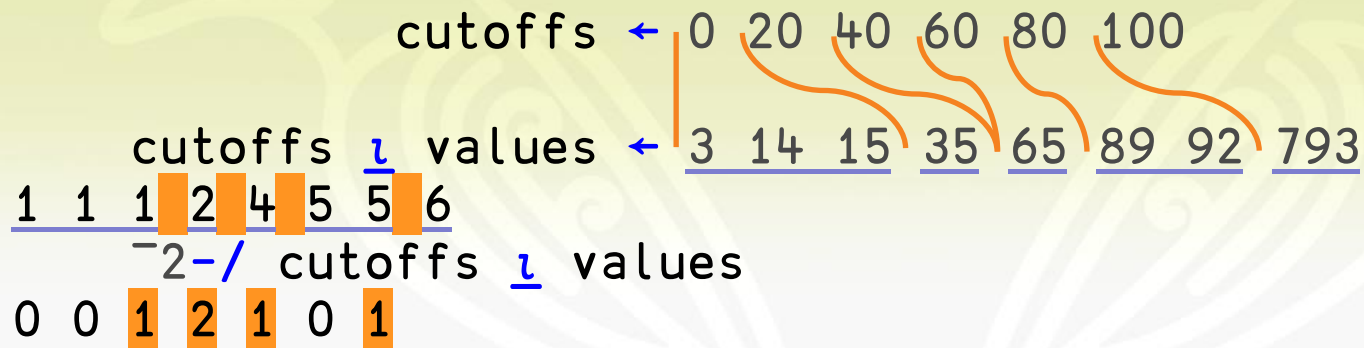 cutoffs ← 0 20 40 60 80 100
cutoffs ⍸ values ← 3 14 15 35 65 89 92 793
1 1 1 2 4 5 5 6
¯2-/ cutoffs ⍸ values
0 0 1 2 1 0 1